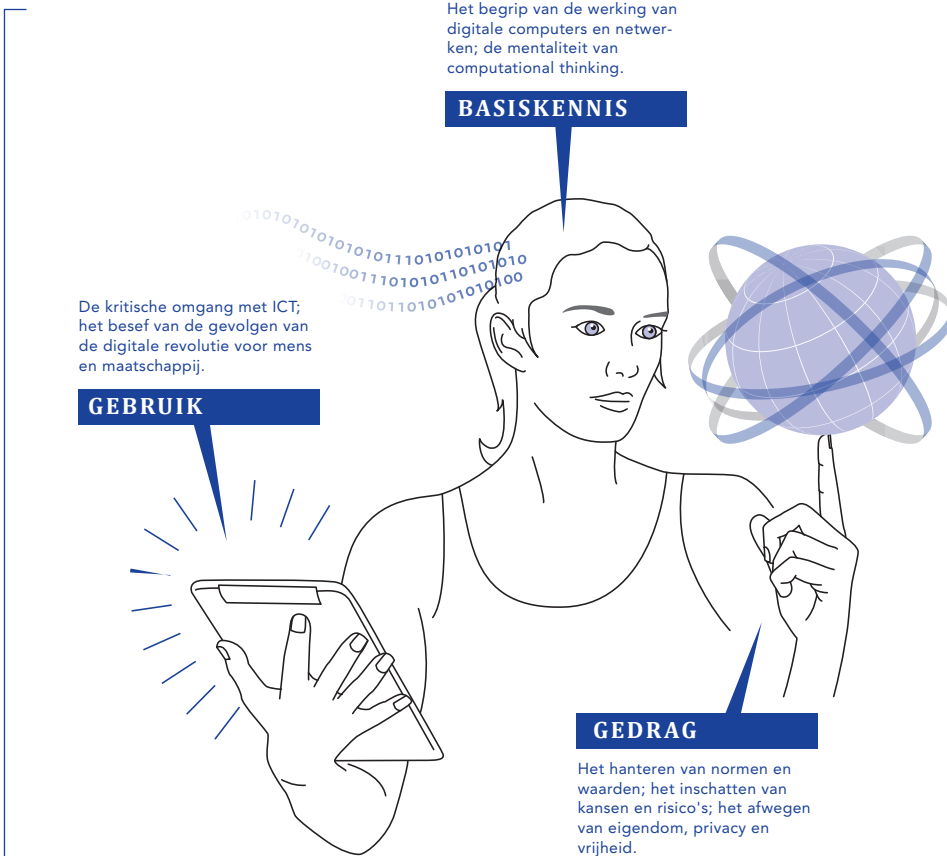 Het begrip van de werking van
digitale computers en netwer-
ken; de mentaliteit van
computational thinking.
BASISKENNIS
010101010101010111010101010 1
De kritische omgang met ICT;
het besef van de gevolgen van
de digitale revolutie voor mens
en maatschappij.
GEBRUIK
GEDRAG
Het hanteren van normen en
waarden; het inschatten van
kansen en risico's; het afwegen
van eigendom, privacy en
vrijheid.